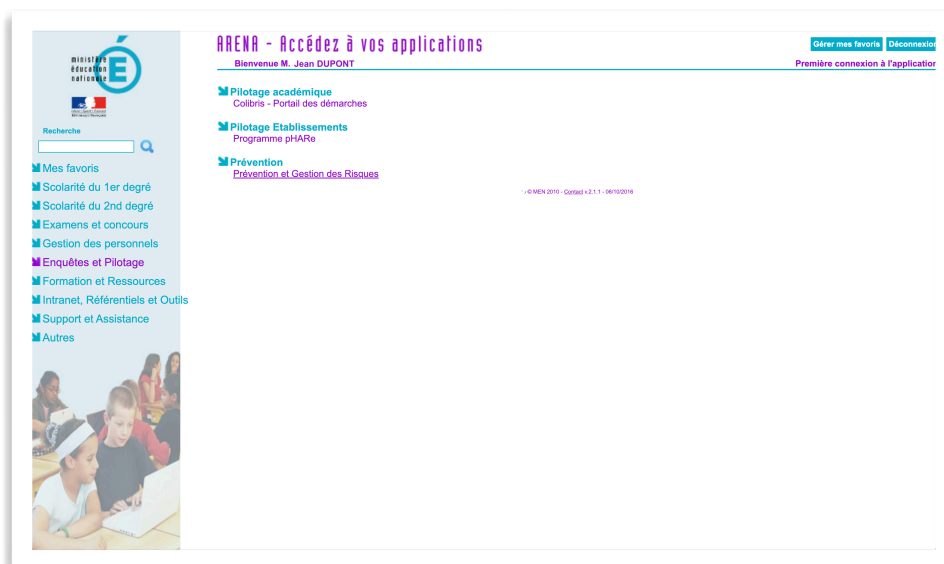 ministère
éducation
nationale
É
Recherche
Mes favoris
Scolarité du 1er degré
Scolarité du 2nd degré
Examens et concours
Gestion des personnels
Enquêtes et Pilotage
Formation et Ressources
Intranet, Référentiels et Outils
Support et Assistance
Autres
ARENA - Accédez à vos applications
Gérer mes favoris Déconnexion
Bienvenue M. Jean DUPONT
Première connexion à l'application
Pilotage académique
Colibris - Portail des démarches
Pilotage Etablissements
Programme pHARe
Prévention
Prévention et Gestion des Risques
© MEN 2010 - Contact v.2.1.1 - 06/10/2016